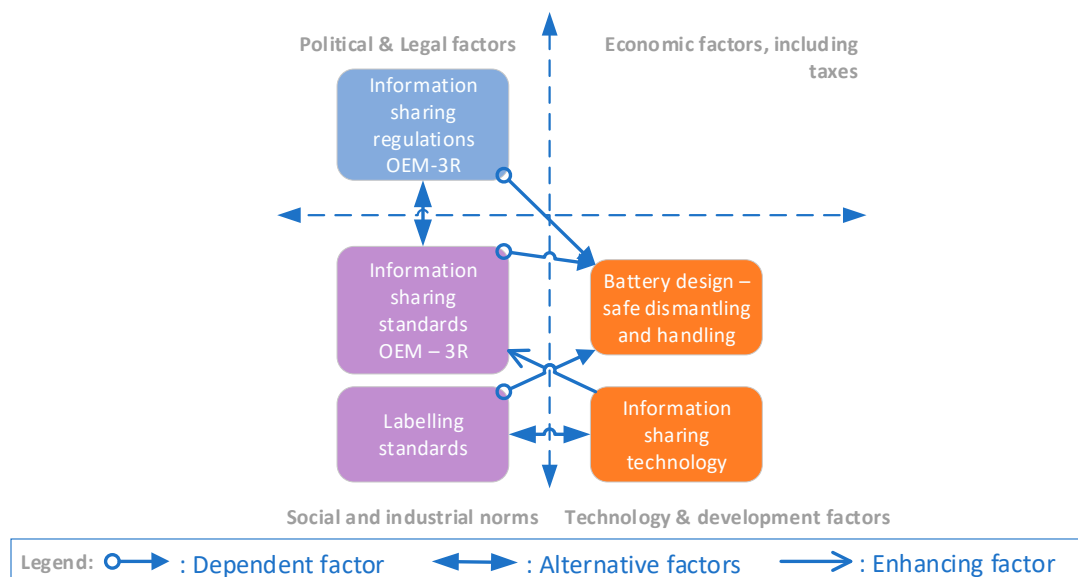 Political & Legal factors
Economic factors, including
taxes
Information
sharing
regulations
OEM-3R
Information
sharing
standards
OEM – 3R
Battery design –
safe dismantling
and handling
Labelling
standards
Information
sharing
technology
Social and industrial norms
Technology & development factors
Legend: : Dependent factor : Alternative factors : Enhancing factor